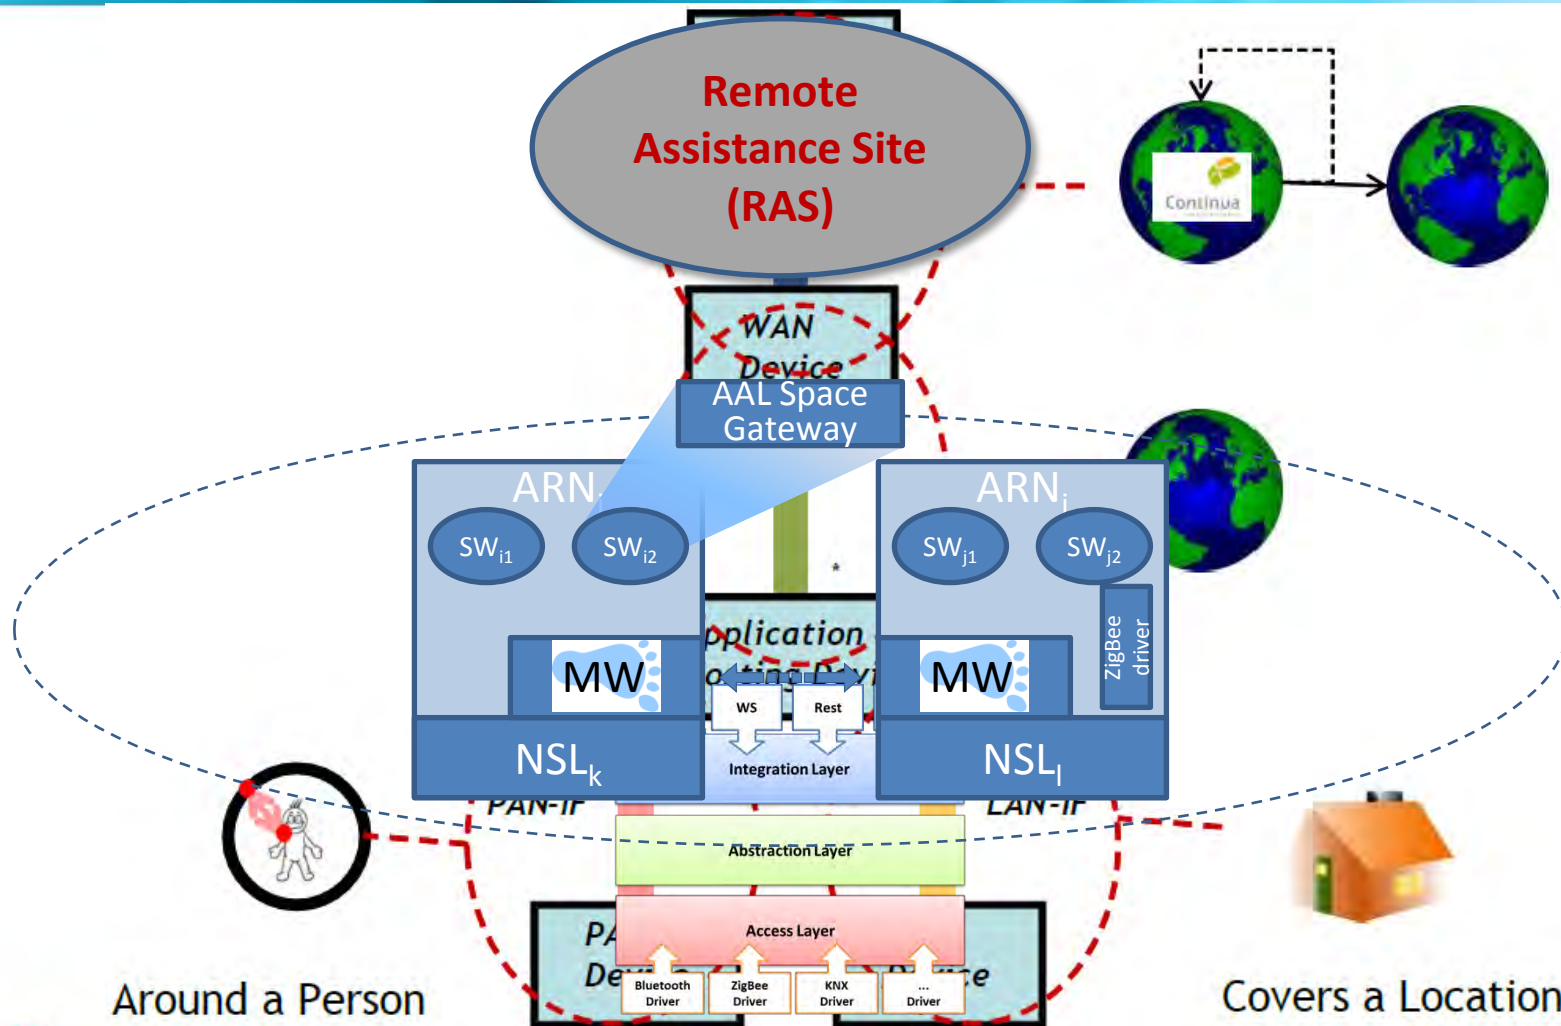 Remote
Assistance Site
(RAS)
Continua
WAN
Device
AAL Space
Gateway
ARN
ARN
SWi1
SWi2
SWj1
SWj2
*
ZigBee
driver
pplication
MW
MW
WS
Rest
NSLk
NSLl
Integration Layer
PAN-IF
LAN-IF
Abstraction Layer
Access Layer
Device
Bluetooth
Driver
ZigBee
Driver
KNX
Driver
...
Driver
Around a Person
Covers a Location